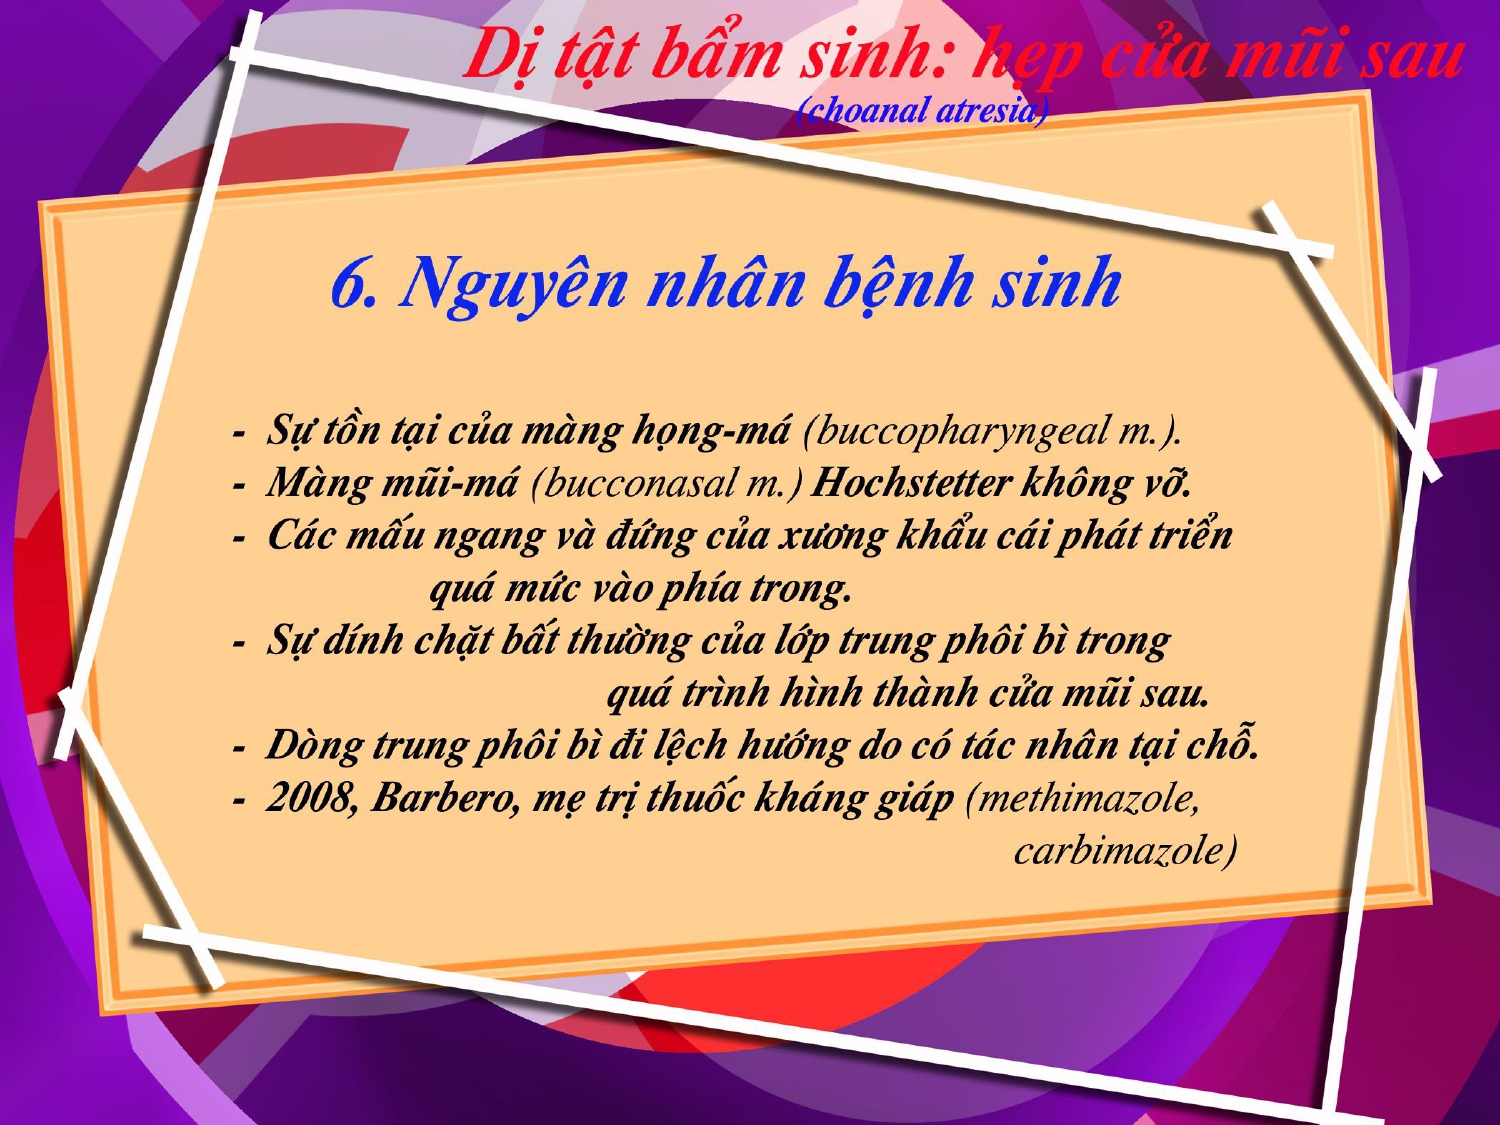 Dị tật bẩm sinh: hẹp cửa mũi sau
(choanal atresia)
6. Nguyên nhân bệnh sinh
- Sự tồn tại của màng họng-má (buccopharyngeal m.).
- Màng mũi-má (bucconasal m.) Hochstetter không vỡ.
- Các mấu ngang và đứng của xương khẩu cái phát triển
quá mức vào phía trong.
- Sự dính chặt bất thường của lớp trung phôi bì trong
quá trình hình thành cửa mũi sau.
- Dòng trung phôi bì đi lệch hướng do có tác nhân tại chỗ.
- 2008, Barbero, mẹ trị thuốc kháng giáp (methimazole,
carbimazole)